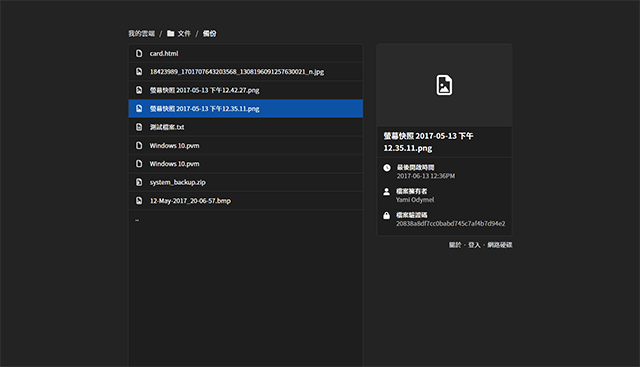 我的雲端 / 文件 / 備份
card.html
18423989_1701707643203568_1308196091257630021_n.jpg
螢幕快照 2017-05-13 下午12.42.27.png
螢幕快照 2017-05-13 下午12.35.11.png
測試檔案.txt
Windows 10.pvm
Windows 10.pvm
system_backup.zip
12-May-2017_20-06-57.bmp
..
螢幕快照 2017-05-13 下午
12.35.11.png
最後開啟時間
2017-06-13 12:36PM
檔案擁有者
Yami Odymel
檔案驗證碼
20838a8df7cc0babd745c7af4b7d94e2
關於 · 登入 · 網路硬碟